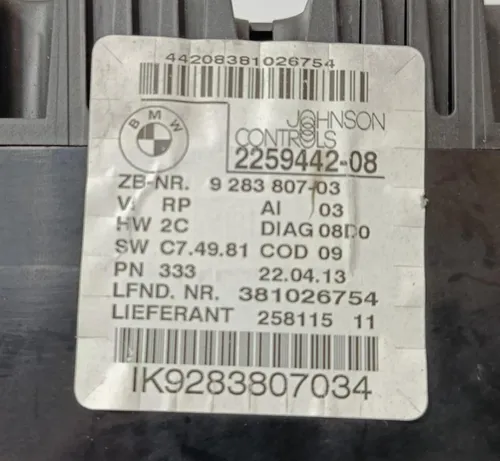 44208381026754
BMW
JOHNSON
CONTROLS
2259442-08
ZB-NR. 9 283 807-03
V. RP AI 03
HW 2C DIAG 08D0
SW C7.49.81 COD 09
PN 333 22.04.13
LFND. NR. 381026754
LIEFERANT 258115 11
IK9283807034